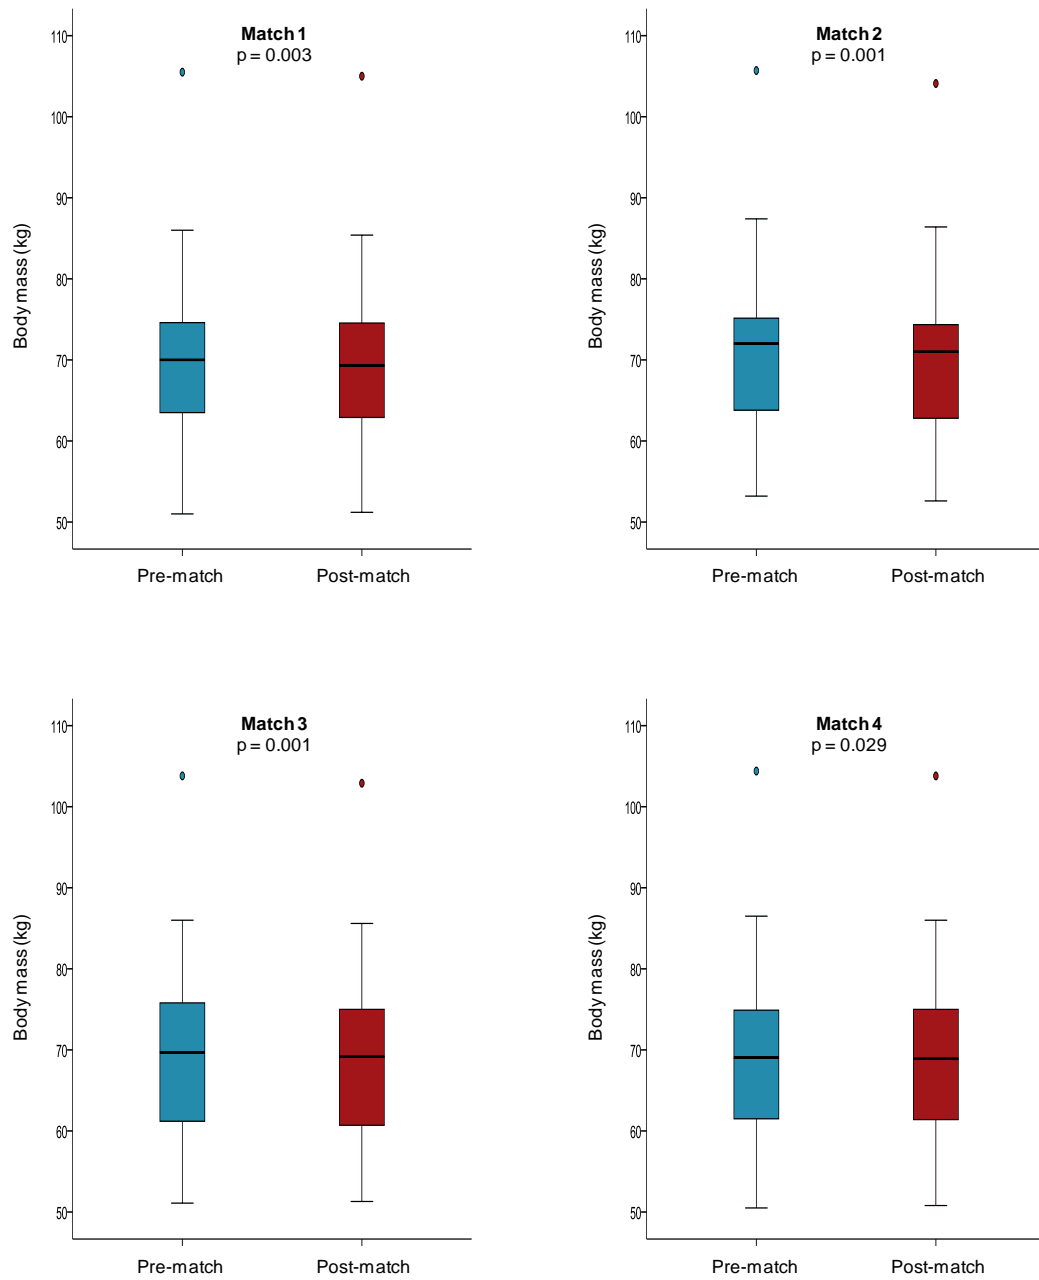 Match 1
p = 0.003
110
100
90
80
70
60
50
Body mass (kg)
Pre-match Post-match
Match 2
p = 0.001
110
100
90
80
70
60
50
Body mass (kg)
Pre-match Post-match
Match 3
p = 0.001
110
100
90
80
70
60
50
Body mass (kg)
Pre-match Post-match
Match 4
p = 0.029
110
100
90
80
70
60
50
Body mass (kg)
Pre-match Post-match